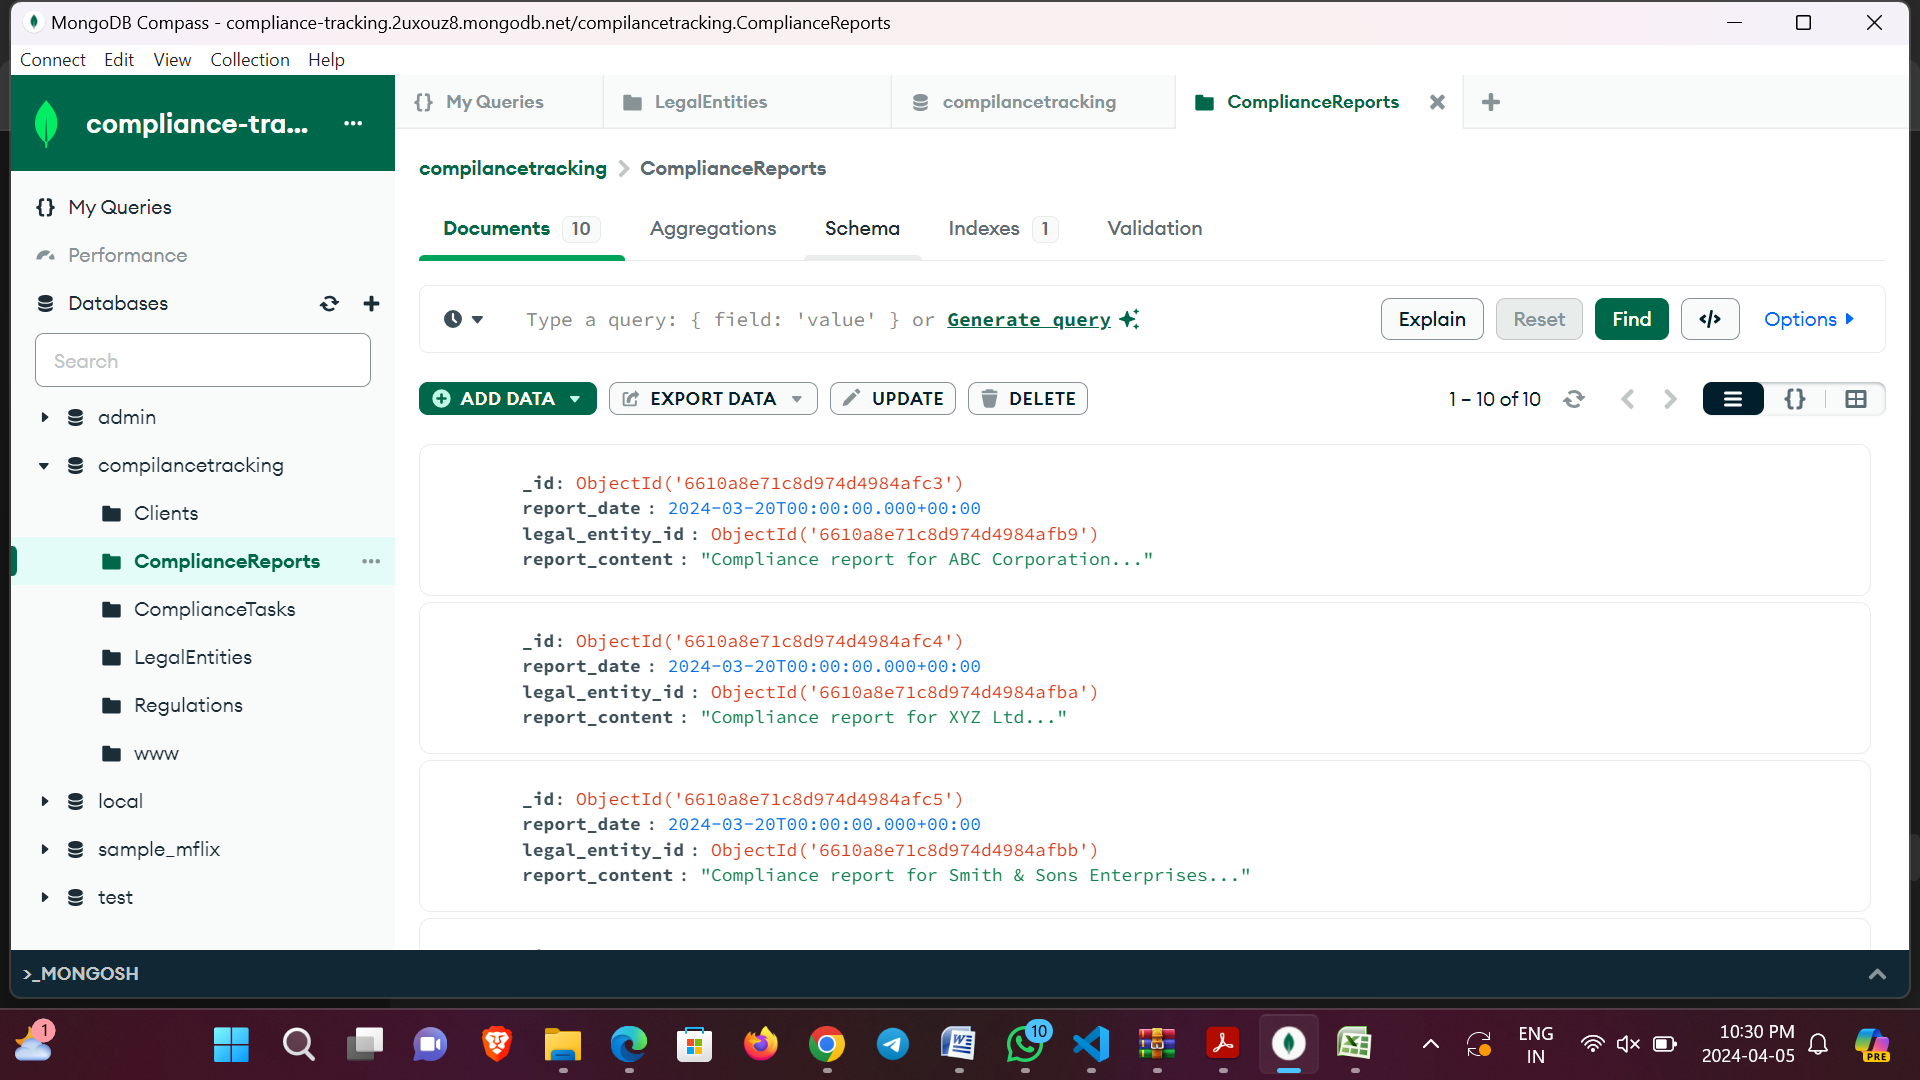 MongoDB Compass - compliance-tracking.2uxouz8.mongodb.net/compilancetracking.ComplianceReports
Connect Edit View Collection Help
compliance-tra...
{} My Queries
LegalEntities
compilancetracking
ComplianceReports
compilancetracking > ComplianceReports
{} My Queries
Performance
Databases
Search
admin
compilancetracking
Clients
ComplianceReports
ComplianceTasks
LegalEntities
Regulations
www
local
sample_mflix
test
Documents 10 Aggregations Schema Indexes 1 Validation
Type a query: { field: 'value' } or Generate query
Explain Reset Find </> Options
ADD DATA EXPORT DATA UPDATE DELETE
1 – 10 of 10
{}
_id: ObjectId('6610a8e71c8d974d4984afc3')
report_date : 2024-03-20T00:00:00.000+00:00
legal_entity_id : ObjectId('6610a8e71c8d974d4984afb9')
report_content : "Compliance report for ABC Corporation..."
_id: ObjectId('6610a8e71c8d974d4984afc4')
report_date : 2024-03-20T00:00:00.000+00:00
legal_entity_id : ObjectId('6610a8e71c8d974d4984afba')
report_content : "Compliance report for XYZ Ltd..."
_id: ObjectId('6610a8e71c8d974d4984afc5')
report_date : 2024-03-20T00:00:00.000+00:00
legal_entity_id : ObjectId('6610a8e71c8d974d4984afbb')
report_content : "Compliance report for Smith & Sons Enterprises..."
>_MONGOSH
1
10
ENG
IN
10:30 PM
2024-04-05
PRE